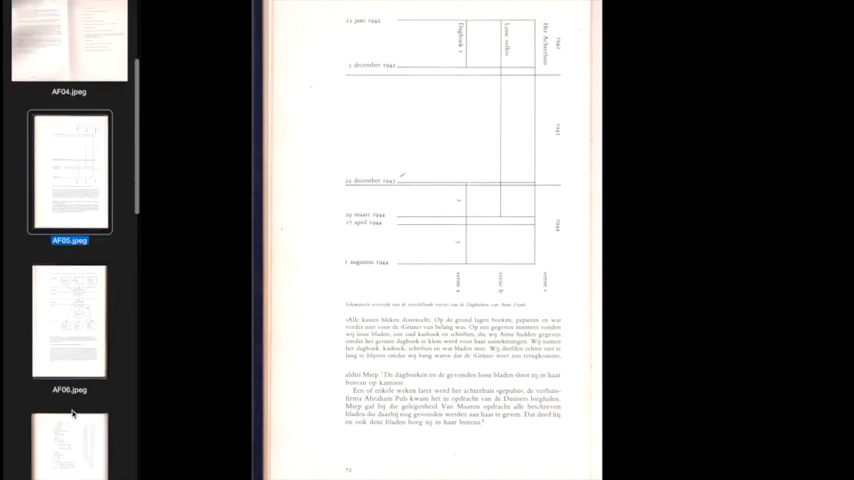 AF04.jpeg
AF05.jpeg
AF06.jpeg
12 juni 1942
5 december 1942
22 december 1943
29 maart 1944
17 april 1944
1 augustus 1944
Dagboek 1
Losse vellen
Het Achterhuis
1942
1943
1944
2
3
versie a
versie b
versie c
Schematisch overzicht van de verschillende versies van de Dagboeken van Anne Frank
«Alle kasten bleken doorzocht. Op de grond lagen boeken, papieren en wat
verder niet voor de ‹Grüne› van belang was. Op een gegeven moment vonden
wij losse bladen, een oud kasboek en schriften, die wij Anne hadden gegeven
omdat het geruite dagboek te klein werd voor haar aantekeningen. Wij namen
het dagboek, kasboek, schriften en wat bladen mee. Wij durfden echter niet te
lang te blijven omdat wij bang waren dat de ‹Grüne› weer zou terugkomen,
aldus Miep. De dagboeken en de gevonden losse bladen sloot zij in haar
bureau op kantoor.
Een of enkele weken later werd het achterhuis «gepulst», de verhuis-
firma Abraham Puls kwam het in opdracht van de Duitsers leeghalen.
Miep gaf bij die gelegenheid Van Maaren opdracht alle beschreven
bladen die daarbij nog gevonden werden aan haar te geven. Dat deed hij
en ook deze bladen borg zij in haar bureau.
72